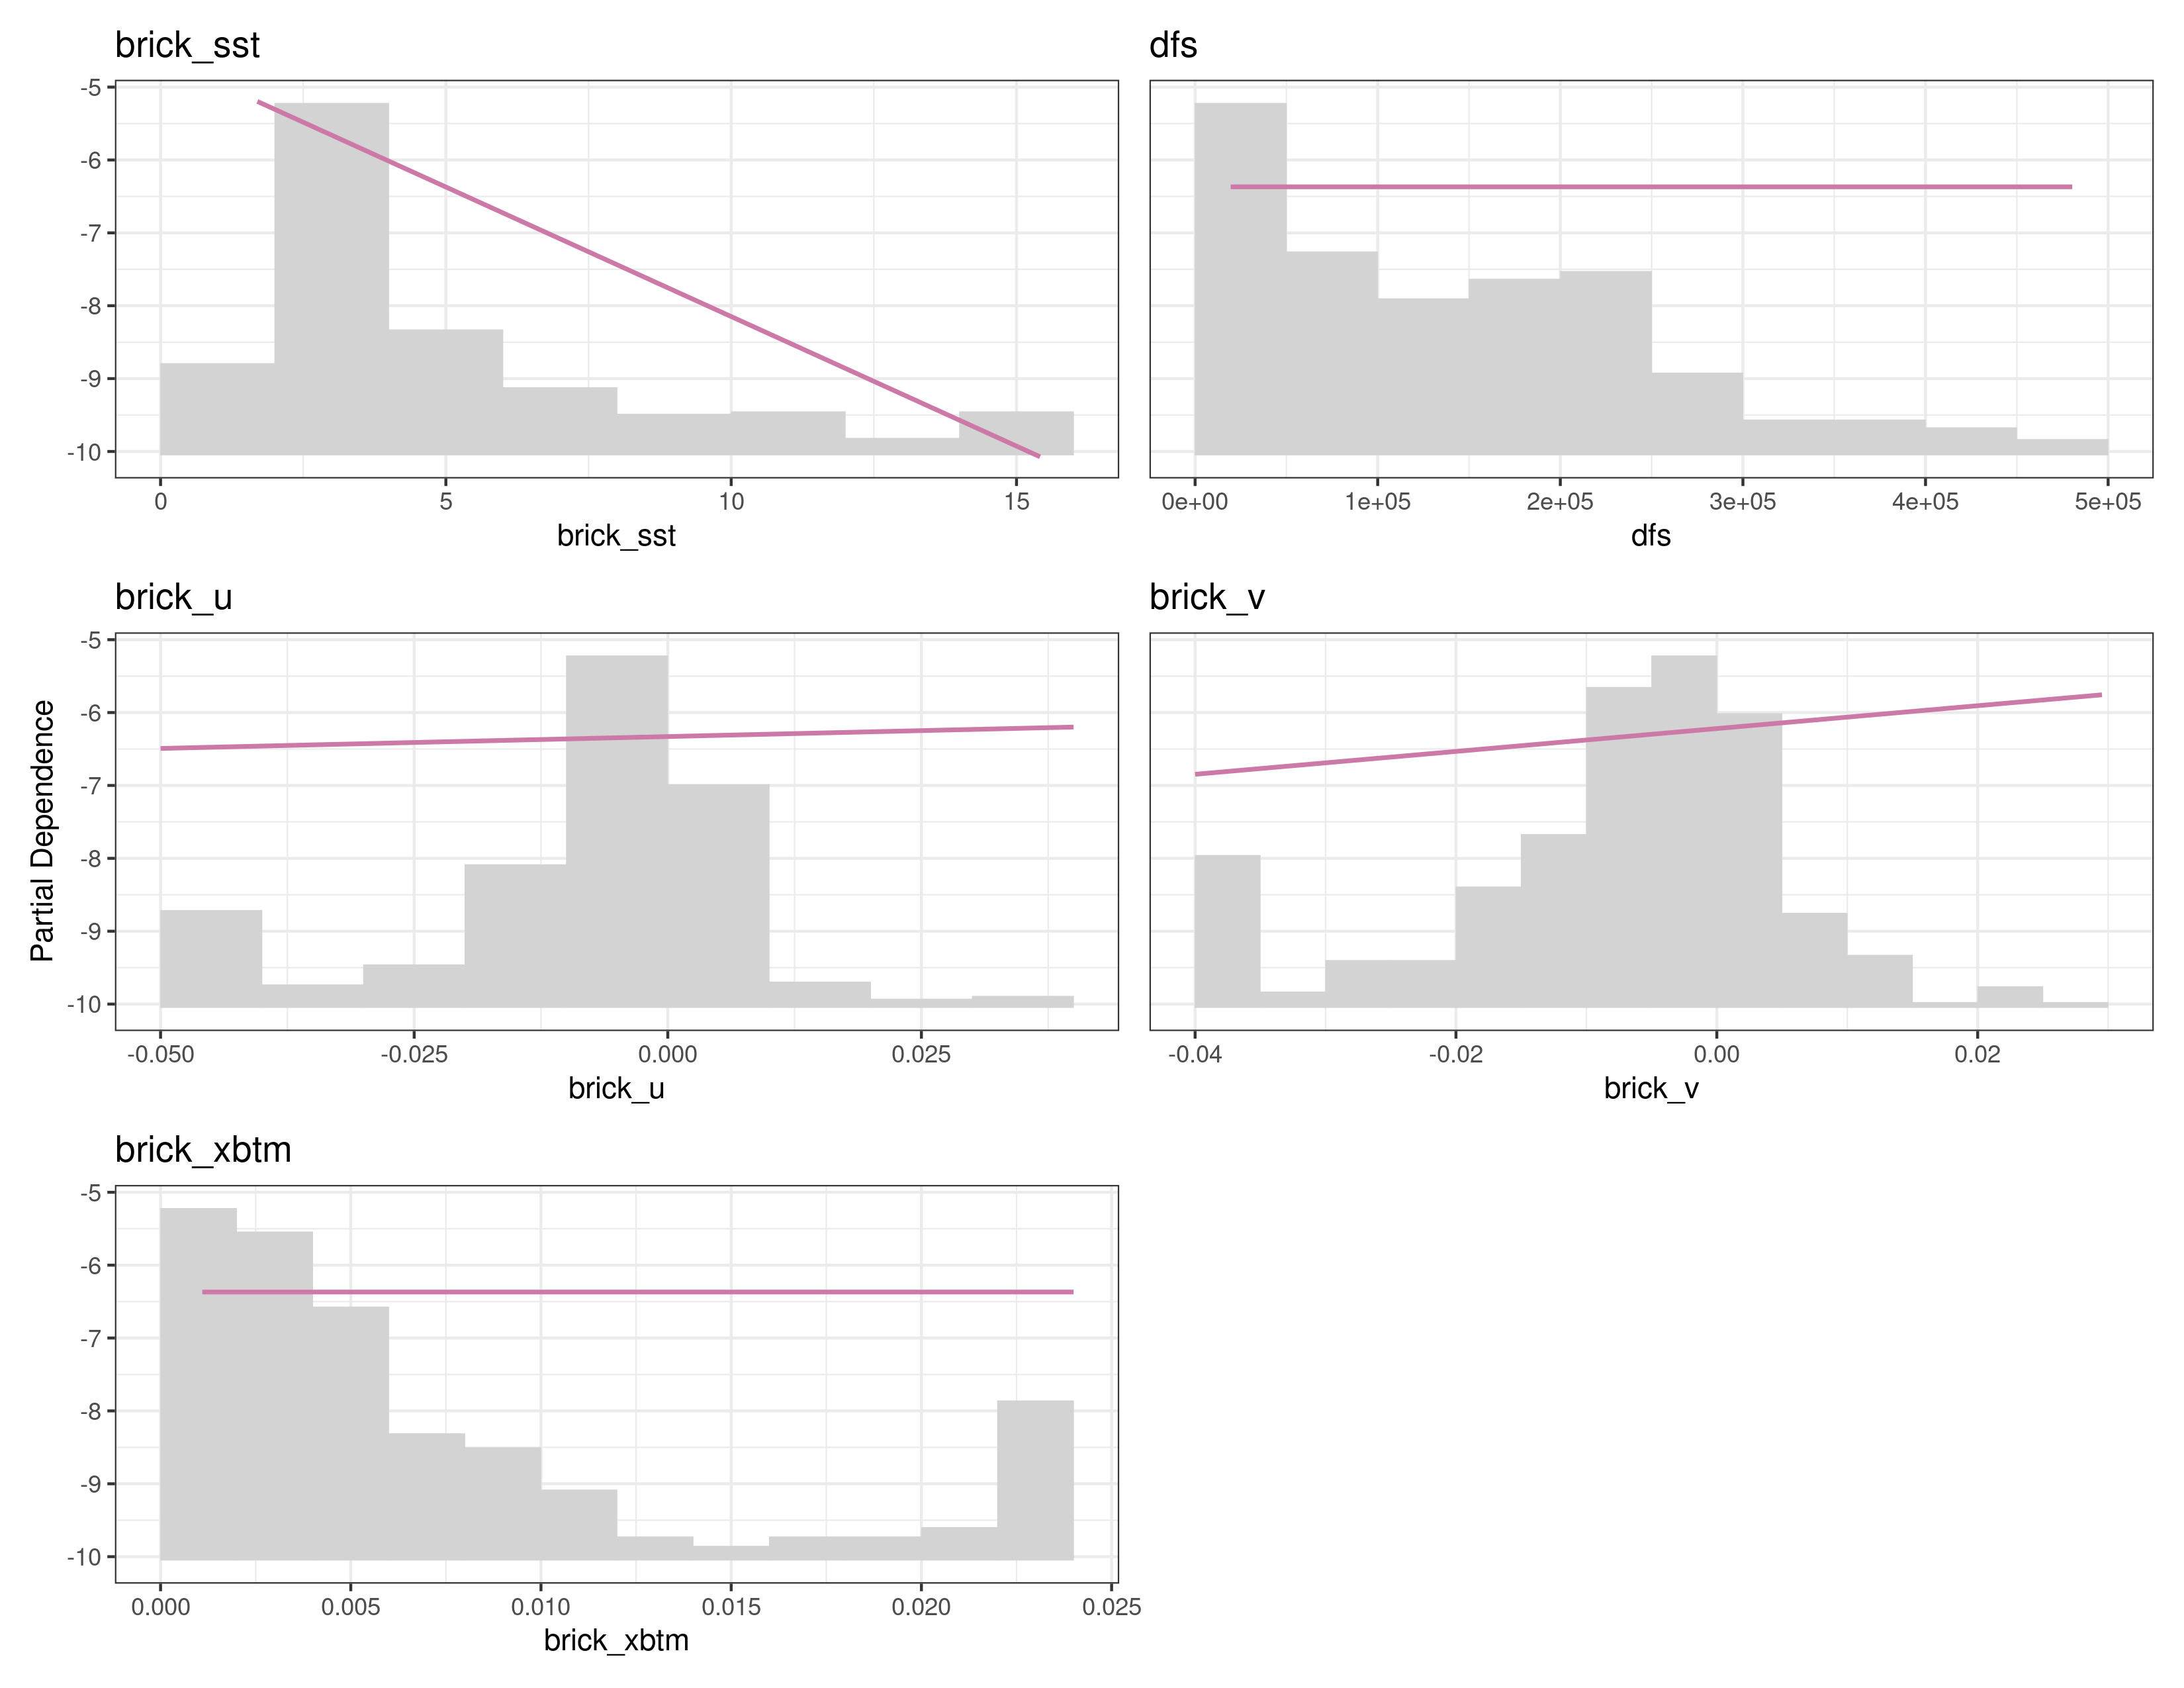 brick_sst
dfs
-5
-6
-7
-8
-9
-10
0 5 10 15
0e+00 1e+05 2e+05 3e+05 4e+05 5e+05
brick_sst
dfs
brick_u
brick_v
Partial Dependence
-5
-6
-7
-8
-9
-10
-0.050 -0.025 0.000 0.025
-0.04 -0.02 0.00 0.02
brick_u
brick_v
brick_xbtm
-5
-6
-7
-8
-9
-10
0.000 0.005 0.010 0.015 0.020 0.025
brick_xbtm